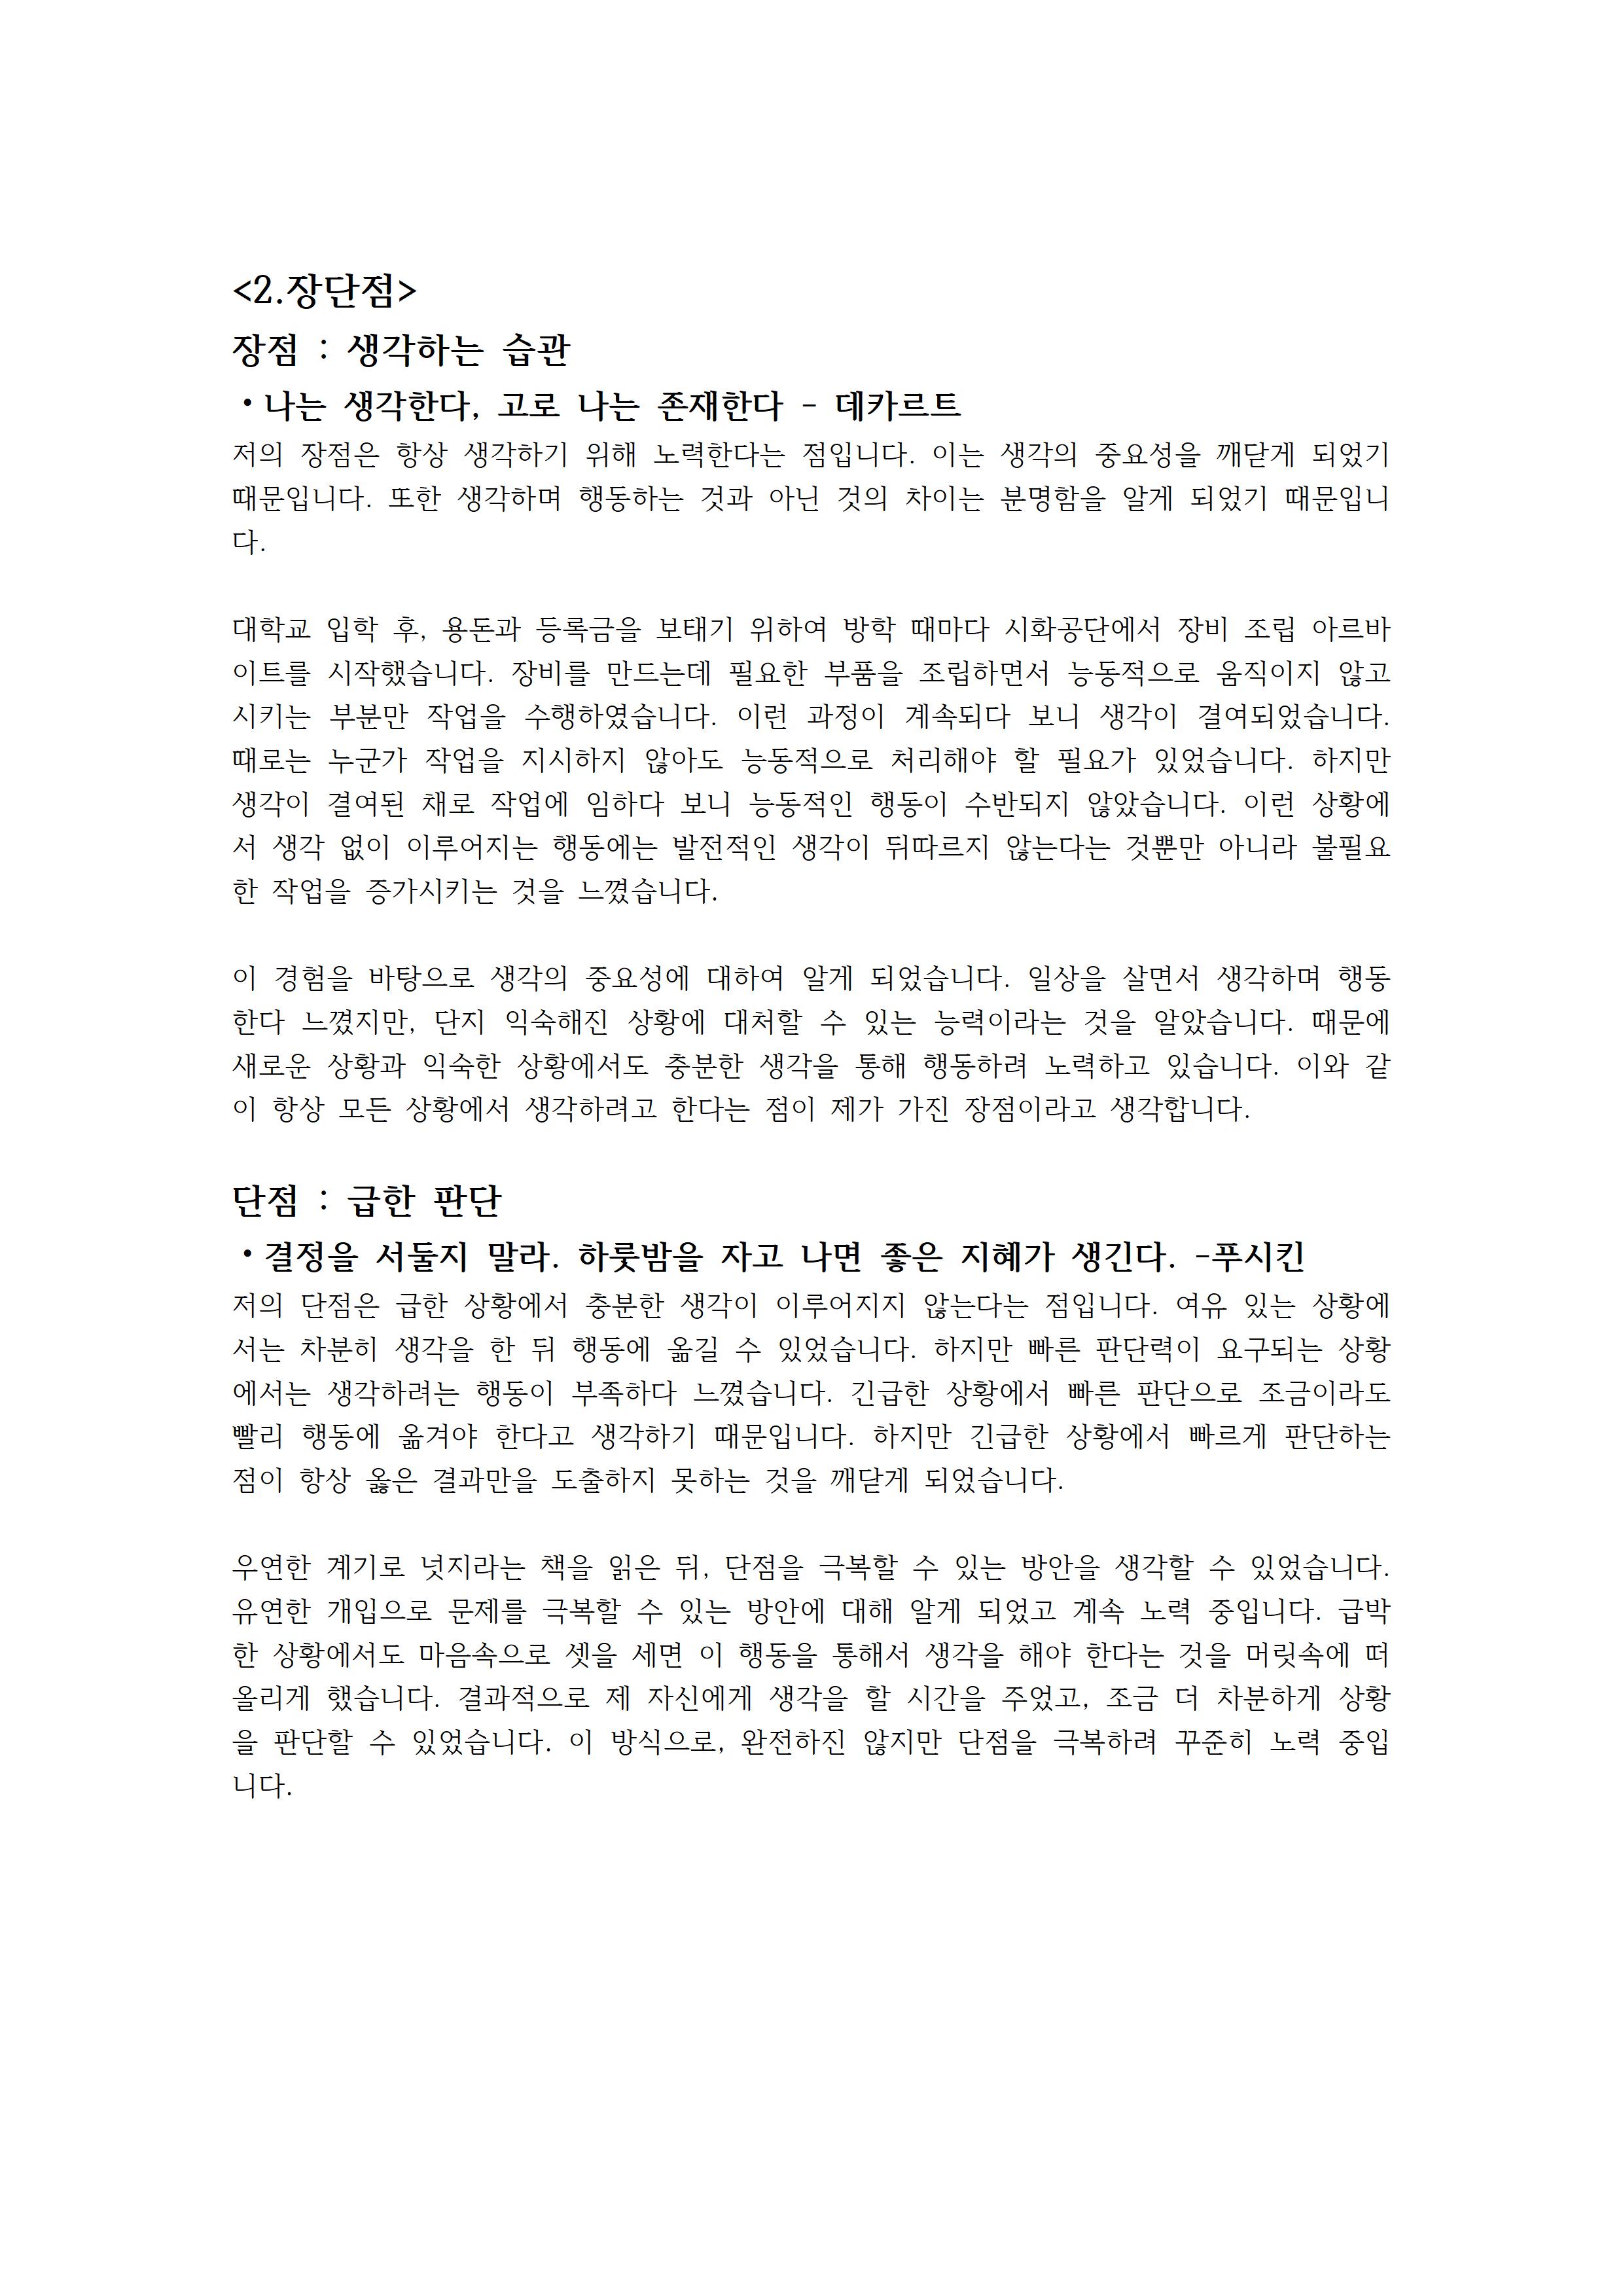 <2.장단점>
장점 : 생각하는 습관
・나는 생각한다, 고로 나는 존재한다 - 데카르트
저의 장점은 항상 생각하기 위해 노력한다는 점입니다. 이는 생각의 중요성을 깨닫게 되었기
때문입니다. 또한 생각하며 행동하는 것과 아닌 것의 차이는 분명함을 알게 되었기 때문입니
다.
대학교 입학 후, 용돈과 등록금을 보태기 위하여 방학 때마다 시화공단에서 장비 조립 아르바
이트를 시작했습니다. 장비를 만드는데 필요한 부품을 조립하면서 능동적으로 움직이지 않고
시키는 부분만 작업을 수행하였습니다. 이런 과정이 계속되다 보니 생각이 결여되었습니다.
때로는 누군가 작업을 지시하지 않아도 능동적으로 처리해야 할 필요가 있었습니다. 하지만
생각이 결여된 채로 작업에 임하다 보니 능동적인 행동이 수반되지 않았습니다. 이런 상황에
서 생각 없이 이루어지는 행동에는 발전적인 생각이 뒤따르지 않는다는 것뿐만 아니라 불필요
한 작업을 증가시키는 것을 느꼈습니다.
이 경험을 바탕으로 생각의 중요성에 대하여 알게 되었습니다. 일상을 살면서 생각하며 행동
한다 느꼈지만, 단지 익숙해진 상황에 대처할 수 있는 능력이라는 것을 알았습니다. 때문에
새로운 상황과 익숙한 상황에서도 충분한 생각을 통해 행동하려 노력하고 있습니다. 이와 같
이 항상 모든 상황에서 생각하려고 한다는 점이 제가 가진 장점이라고 생각합니다.
단점 : 급한 판단
・결정을 서둘지 말라. 하룻밤을 자고 나면 좋은 지혜가 생긴다. -푸시킨
저의 단점은 급한 상황에서 충분한 생각이 이루어지지 않는다는 점입니다. 여유 있는 상황에
서는 차분히 생각을 한 뒤 행동에 옮길 수 있었습니다. 하지만 빠른 판단력이 요구되는 상황
에서는 생각하려는 행동이 부족하다 느꼈습니다. 긴급한 상황에서 빠른 판단으로 조금이라도
빨리 행동에 옮겨야 한다고 생각하기 때문입니다. 하지만 긴급한 상황에서 빠르게 판단하는
점이 항상 옳은 결과만을 도출하지 못하는 것을 깨닫게 되었습니다.
우연한 계기로 넛지라는 책을 읽은 뒤, 단점을 극복할 수 있는 방안을 생각할 수 있었습니다.
유연한 개입으로 문제를 극복할 수 있는 방안에 대해 알게 되었고 계속 노력 중입니다. 급박
한 상황에서도 마음속으로 셋을 세면 이 행동을 통해서 생각을 해야 한다는 것을 머릿속에 떠
올리게 했습니다. 결과적으로 제 자신에게 생각을 할 시간을 주었고, 조금 더 차분하게 상황
을 판단할 수 있었습니다. 이 방식으로, 완전하진 않지만 단점을 극복하려 꾸준히 노력 중입
니다.